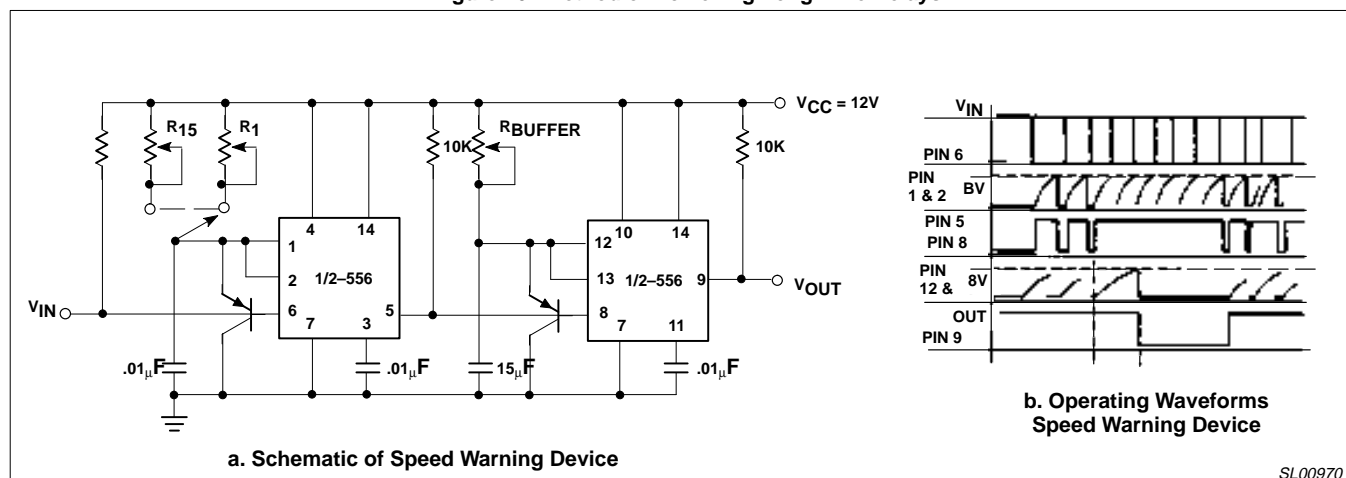 VCC = 12V
R15
R1
10K
RBUFFER
10K
4 14
1
2
1/2–556
6
5
7
3
10 14
12
13
1/2–556
9
8
7
11
VIN
VOUT
.01μF
.01μF
15μF
.01μF
a. Schematic of Speed Warning Device
VIN
PIN 6
PIN
1 & 2
BV
PIN 5
PIN 8
PIN
12 &
8V
OUT
PIN 9
b. Operating Waveforms
Speed Warning Device
SL00970